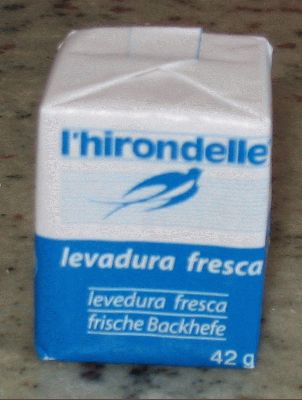 l'hirondelle
levadura fresca
levedura fresca
frische Backhefe
42 g